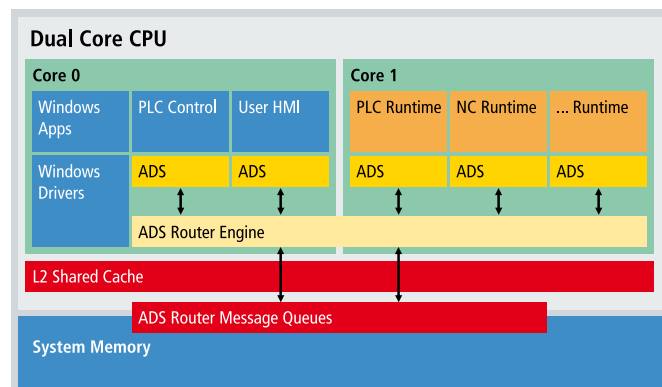 Dual Core CPU
Core 0
Core 1
Windows
Apps
PLC Control
User HMI
PLC Runtime
NC Runtime
... Runtime
Windows
Drivers
ADS
ADS
ADS
ADS
ADS
ADS Router Engine
L2 Shared Cache
ADS Router Message Queues
System Memory